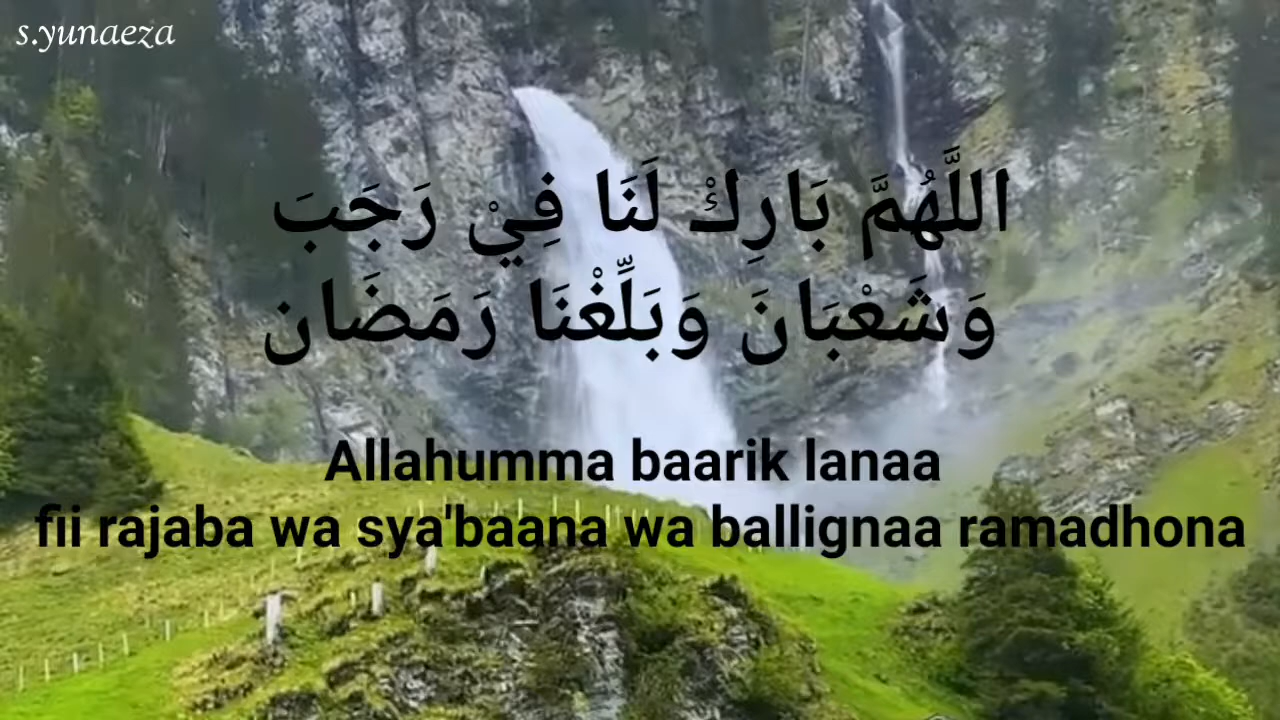 s.yunaeza
اللَّهُمَّ بَارِكْ لَنَا فِيْ رَجَبَ
وَشَعْبَانَ وَبَلِّغْنَا رَمَضَان
Allahumma baarik lanaa
fii rajaba wa sya'baana wa ballignaa ramadhona